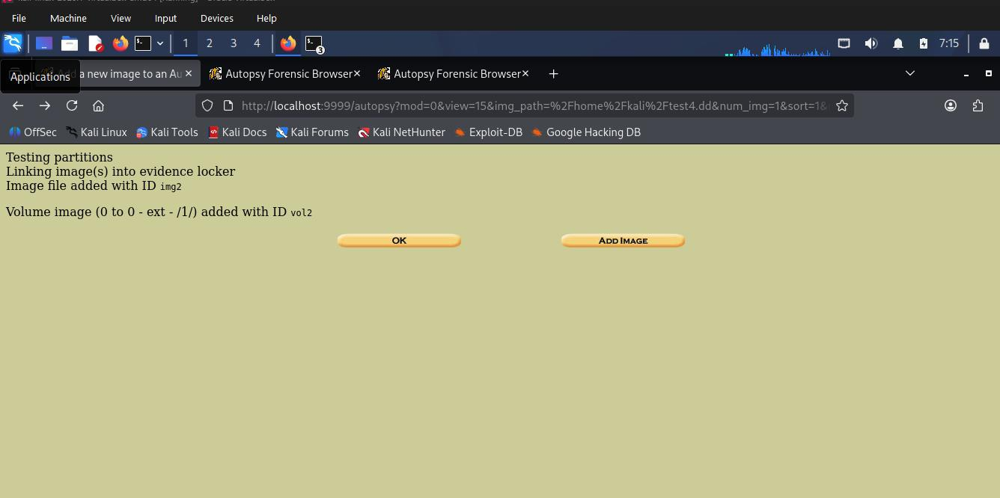 File Machine View Input Devices Help
1 2 3 4 3 7:15
Applications
a new image to an Au Autopsy Forensic Browser Autopsy Forensic Browser
http://localhost:9999/autopsy?mod=0&view=15&img_path=%2Fhome%2Fkali%2Ftest4.dd&num_img=1&sort=1&
OffSec Kali Linux Kali Tools Kali Docs Kali Forums Kali NetHunter Exploit-DB Google Hacking DB
Testing partitions
Linking image(s) into evidence locker
Image file added with ID img2
Volume image (0 to 0 - ext - /1/) added with ID vol2
OK ADD IMAGE